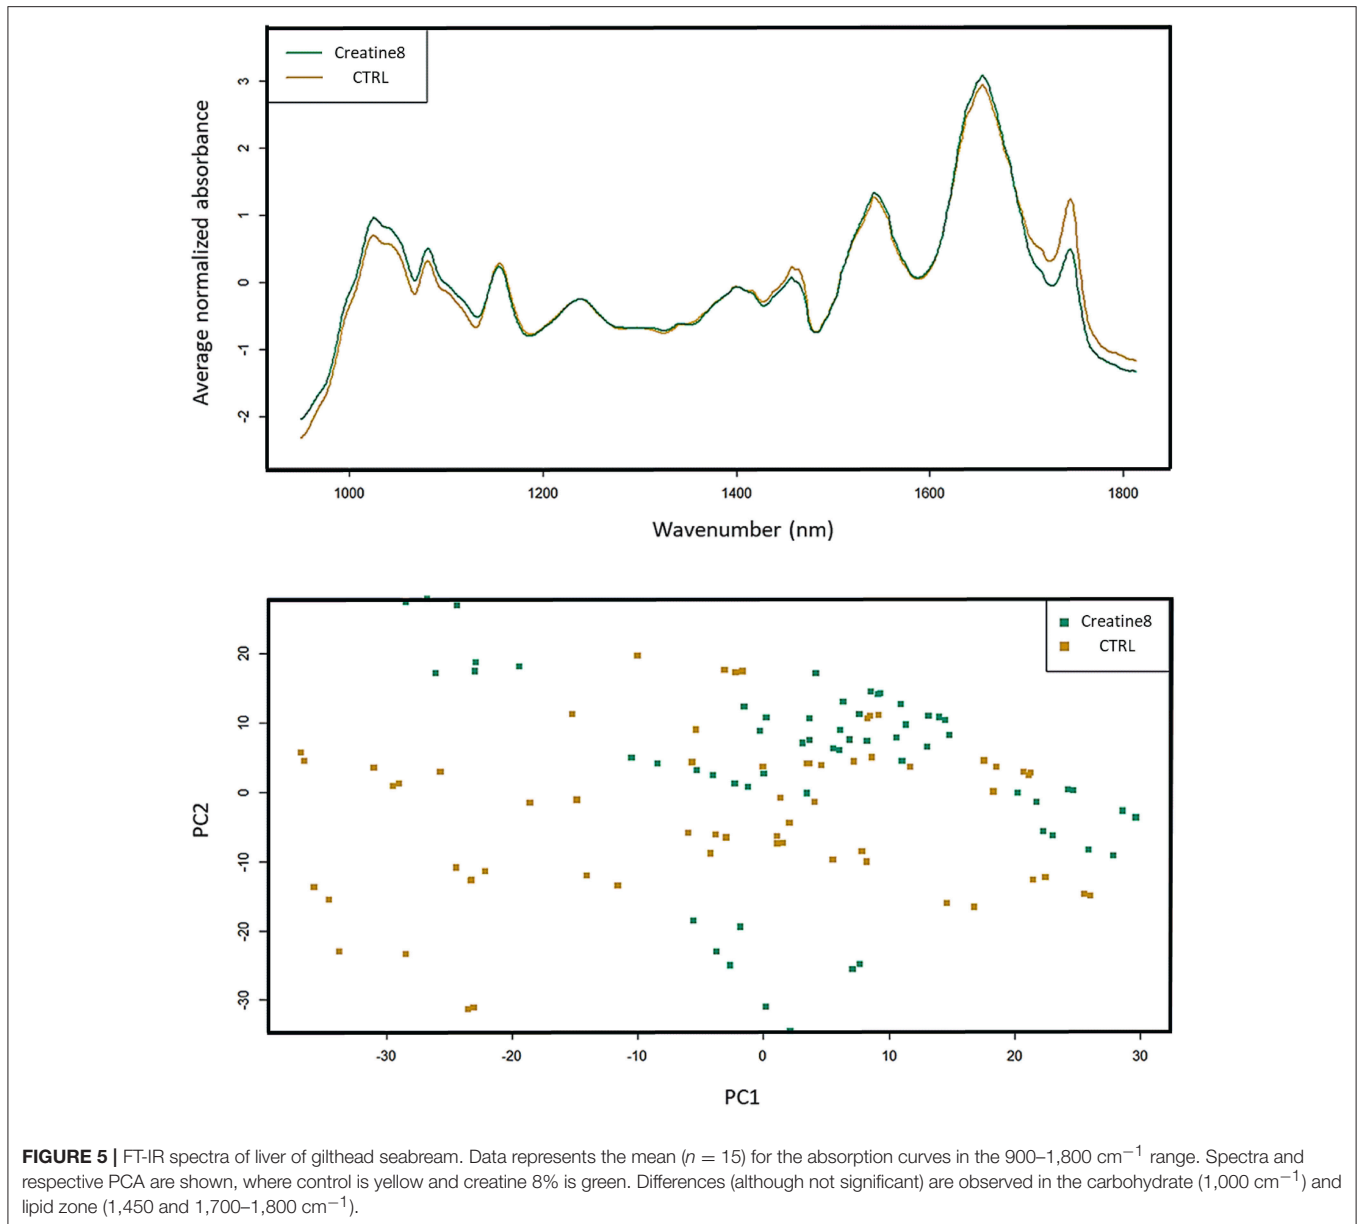 Creatine8
CTRL
Average normalized absorbance
3
2
1
0
-1
-2
1000 1200 1400 1600 1800
Wavenumber (nm)
Creatine8
CTRL
PC2
20
10
0
-10
-20
-30
-30 -20 -10 0 10 20 30
PC1
FIGURE 5 | FT-IR spectra of liver of gilthead seabream. Data represents the mean (n = 15) for the absorption curves in the 900–1,800 cm⁻¹ range. Spectra and
respective PCA are shown, where control is yellow and creatine 8% is green. Differences (although not significant) are observed in the carbohydrate (1,000 cm⁻¹) and
lipid zone (1,450 and 1,700–1,800 cm⁻¹).